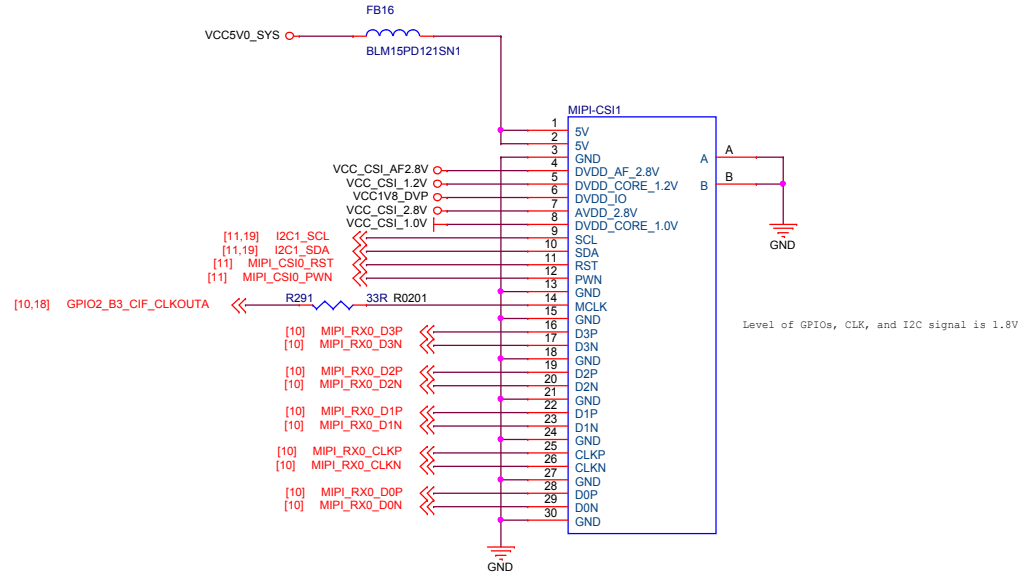 FB16
VCC5V0_SYS
BLM15PD121SN1
MIPI-CSI1
1 5V
2 5V
3 GND
VCC_CSI_AF2.8V 4 DVDD_AF_2.8V
VCC_CSI_1.2V 5 DVDD_CORE_1.2V
VCC1V8_DVP 6 DVDD_IO
VCC_CSI_2.8V 7 AVDD_2.8V
VCC_CSI_1.0V 8 DVDD_CORE_1.0V
[11,19] I2C1_SCL 9 SCL
[11,19] I2C1_SDA 10 SDA
[11] MIPI_CSI0_RST 11 RST
[11] MIPI_CSI0_PWN 12 PWN
13 GND
[10,18] GPIO2_B3_CIF_CLKOUTA R291 33R R0201 14 MCLK
15 GND
[10] MIPI_RX0_D3P 16 D3P
[10] MIPI_RX0_D3N 17 D3N
18 GND
[10] MIPI_RX0_D2P 19 D2P
[10] MIPI_RX0_D2N 20 D2N
21 GND
[10] MIPI_RX0_D1P 22 D1P
[10] MIPI_RX0_D1N 23 D1N
24 GND
[10] MIPI_RX0_CLKP 25 CLKP
[10] MIPI_RX0_CLKN 26 CLKN
27 GND
[10] MIPI_RX0_D0P 28 D0P
[10] MIPI_RX0_D0N 29 D0N
30 GND
GND
A A
B B
GND
Level of GPIOs, CLK, and I2C signal is 1.8V